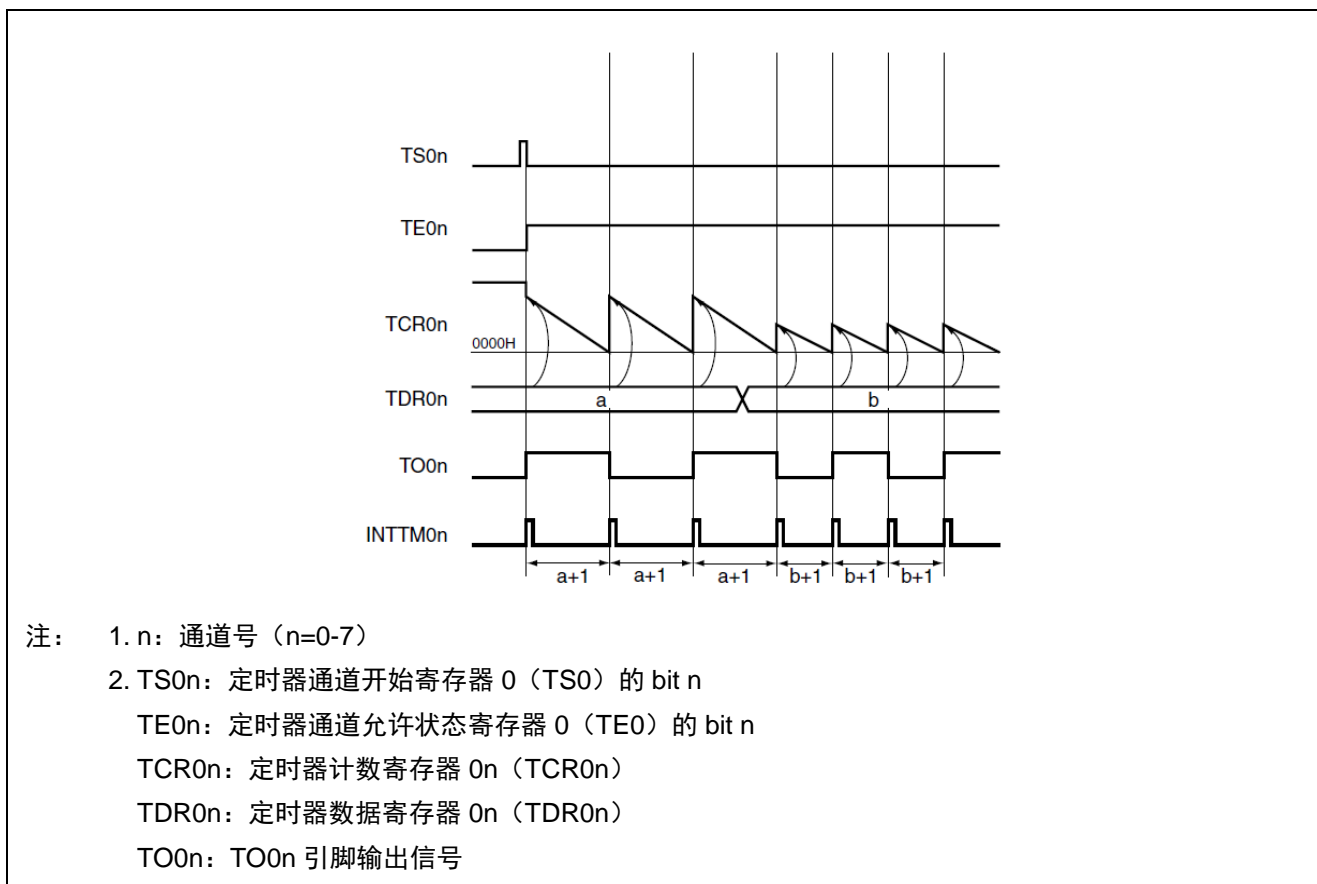 TS0n
TE0n
TCR0n
0000H
TDR0n
a
b
TO0n
INTTM0n
a+1 a+1 a+1 b+1 b+1 b+1
注： 1. n：通道号（n=0-7）
2. TS0n：定时器通道开始寄存器 0（TS0）的 bit n
TE0n：定时器通道允许状态寄存器 0（TE0）的 bit n
TCR0n：定时器计数寄存器 0n（TCR0n）
TDR0n：定时器数据寄存器 0n（TDR0n）
TO0n：TO0n 引脚输出信号